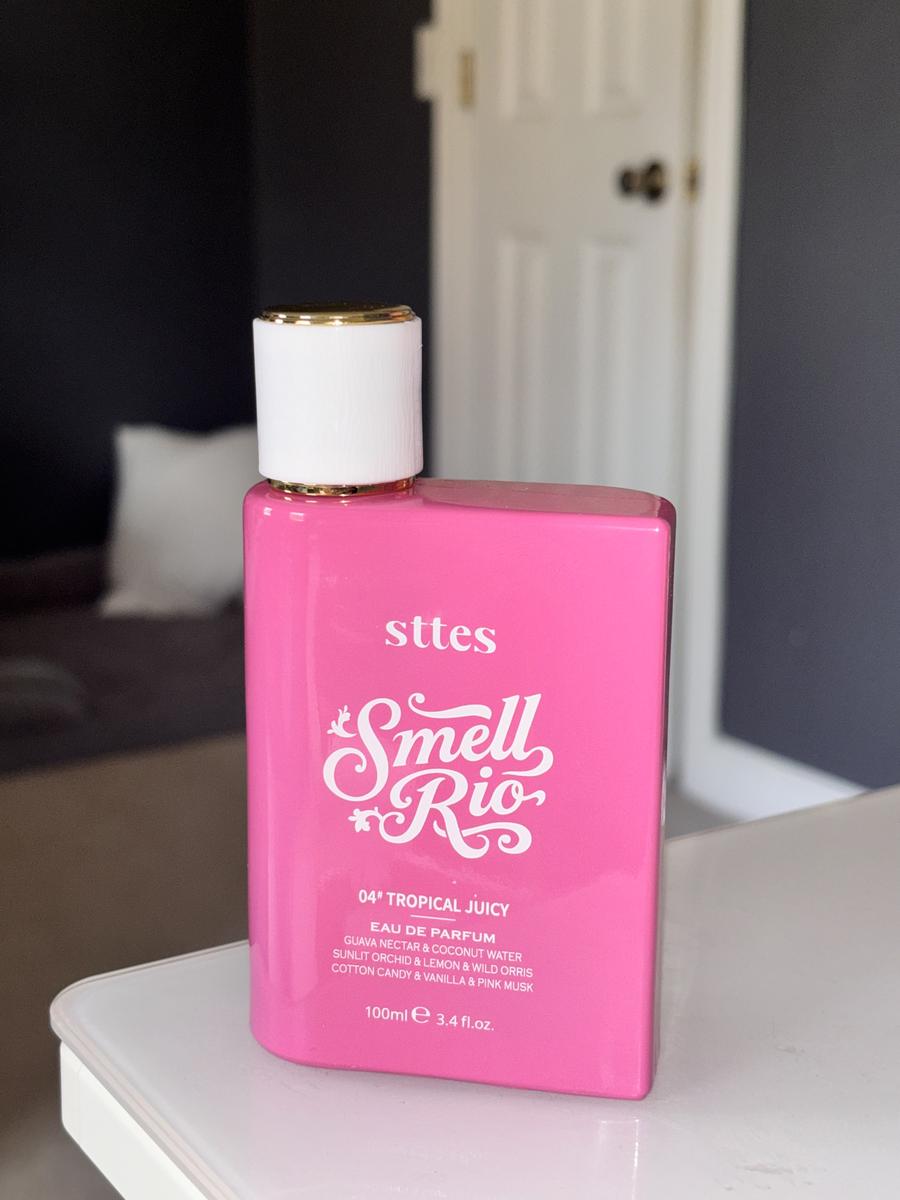 sttes
Smell
Rio
04# TROPICAL JUICY
EAU DE PARFUM
GUAVA NECTAR & COCONUT WATER
SUNLIT ORCHID & LEMON & WILD ORRIS
COTTON CANDY & VANILLA & PINK MUSK
100ml ℮ 3.4 fl.oz.